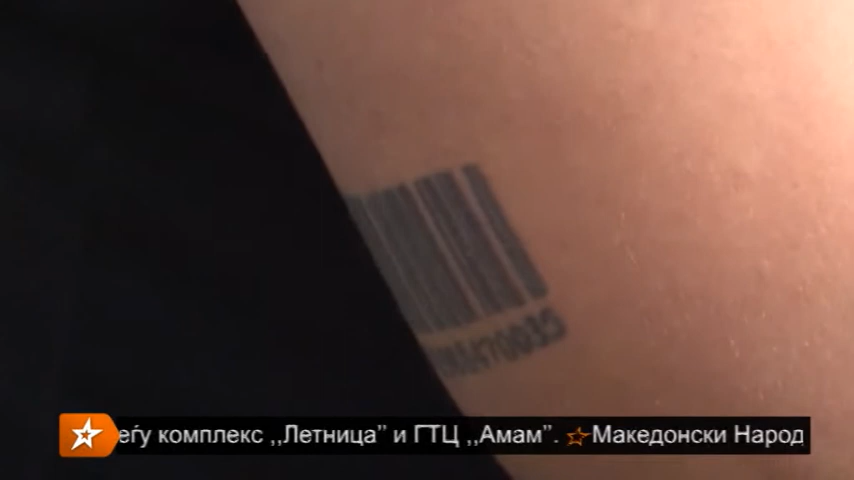 еѓу комплекс ,,Летница” и ГТЦ ,,Амам”. Македонски Народ